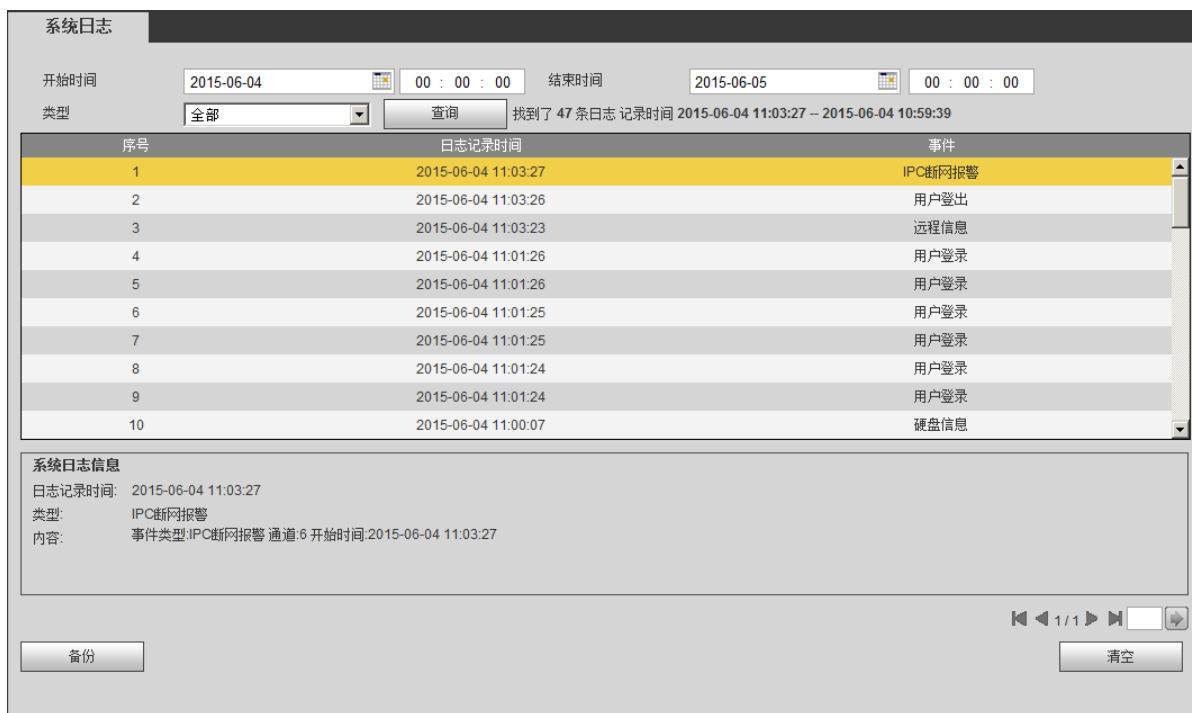 系统日志
开始时间 2015-06-04 00 : 00 : 00 结束时间 2015-06-05 00 : 00 : 00
类型 全部 查询 找到了 47 条日志 记录时间 2015-06-04 11:03:27 -- 2015-06-04 10:59:39
序号 日志记录时间 事件
1 2015-06-04 11:03:27 IPC断网报警
2 2015-06-04 11:03:26 用户登出
3 2015-06-04 11:03:23 远程信息
4 2015-06-04 11:01:26 用户登录
5 2015-06-04 11:01:26 用户登录
6 2015-06-04 11:01:25 用户登录
7 2015-06-04 11:01:25 用户登录
8 2015-06-04 11:01:24 用户登录
9 2015-06-04 11:01:24 用户登录
10 2015-06-04 11:00:07 硬盘信息
系统日志信息
日志记录时间: 2015-06-04 11:03:27
类型: IPC断网报警
内容: 事件类型:IPC断网报警 通道:6 开始时间:2015-06-04 11:03:27
1/1
备份 清空